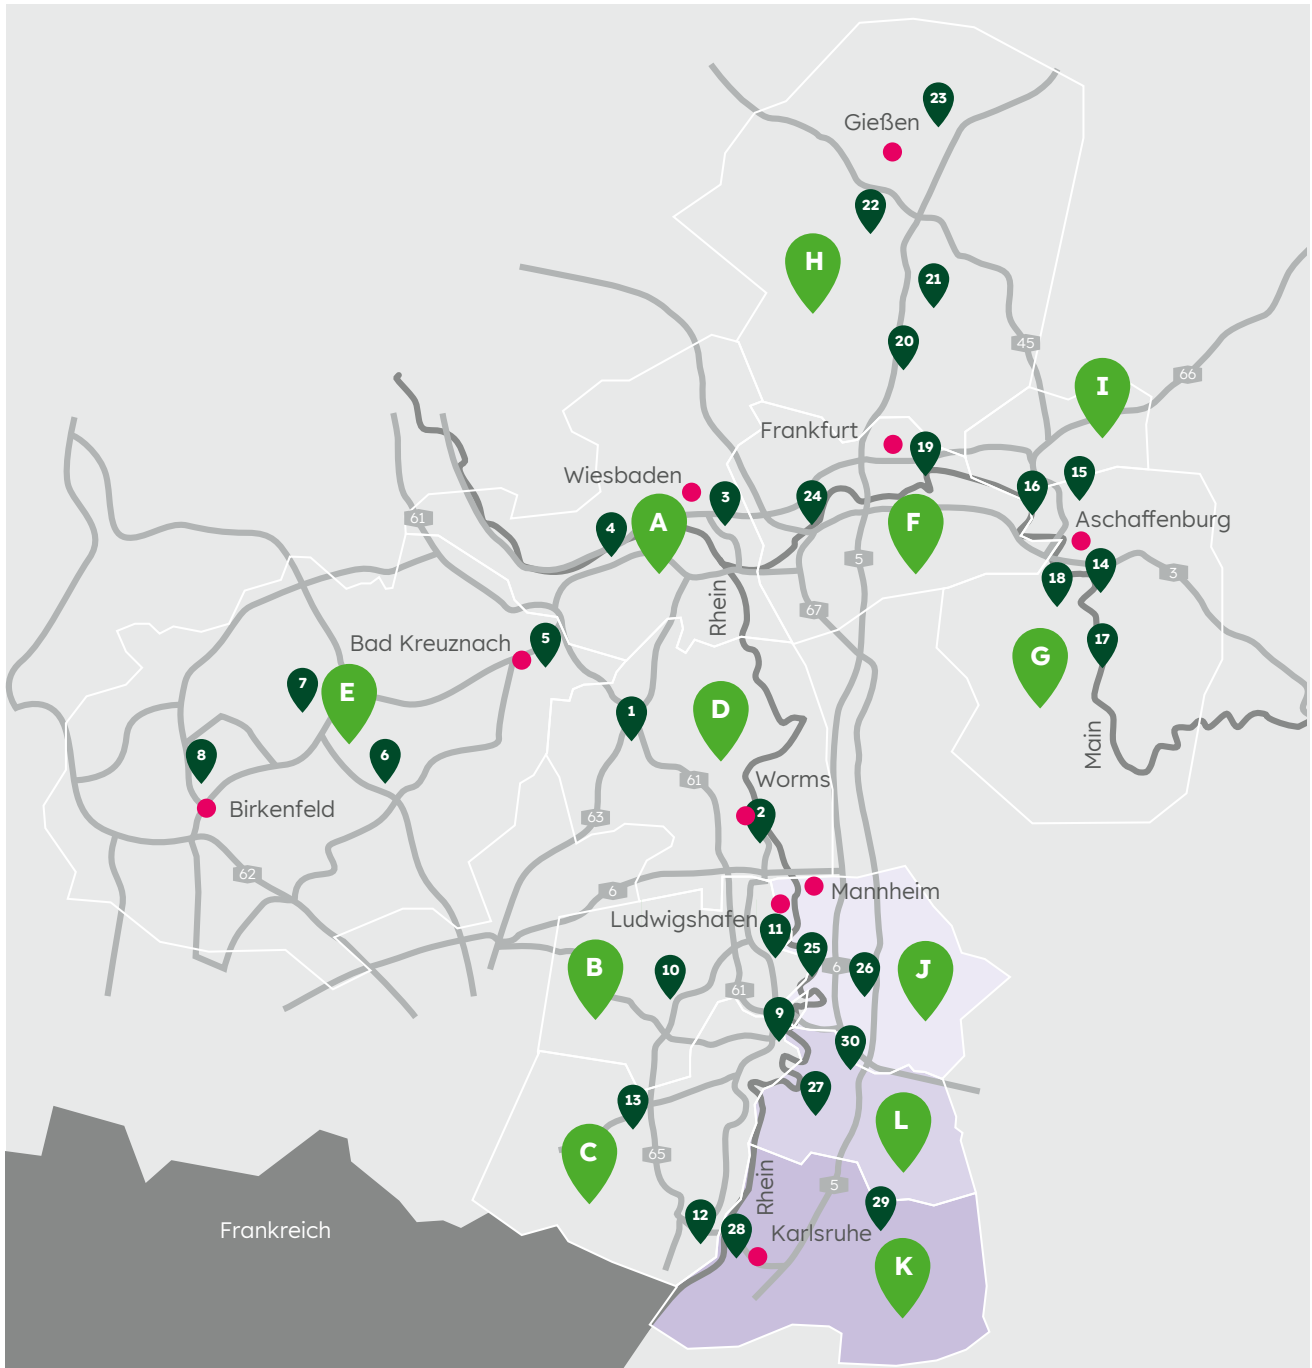 23
Gießen
22
H
21
20
45
66
I
Frankfurt
19
Wiesbaden
15
16
3
24
4
A
F
61
Aschaffenburg
5
14
3
18
Rhein
67
Bad Kreuznach
5
17
G
7
E
D
1
Main
8
6
61
Worms
2
Birkenfeld
63
62
6
Mannheim
Ludwigshafen
11
25
B
10
6
26
J
61
9
30
27
13
L
C
65
Rhein
5
29
12
28
Karlsruhe
Frankreich
K